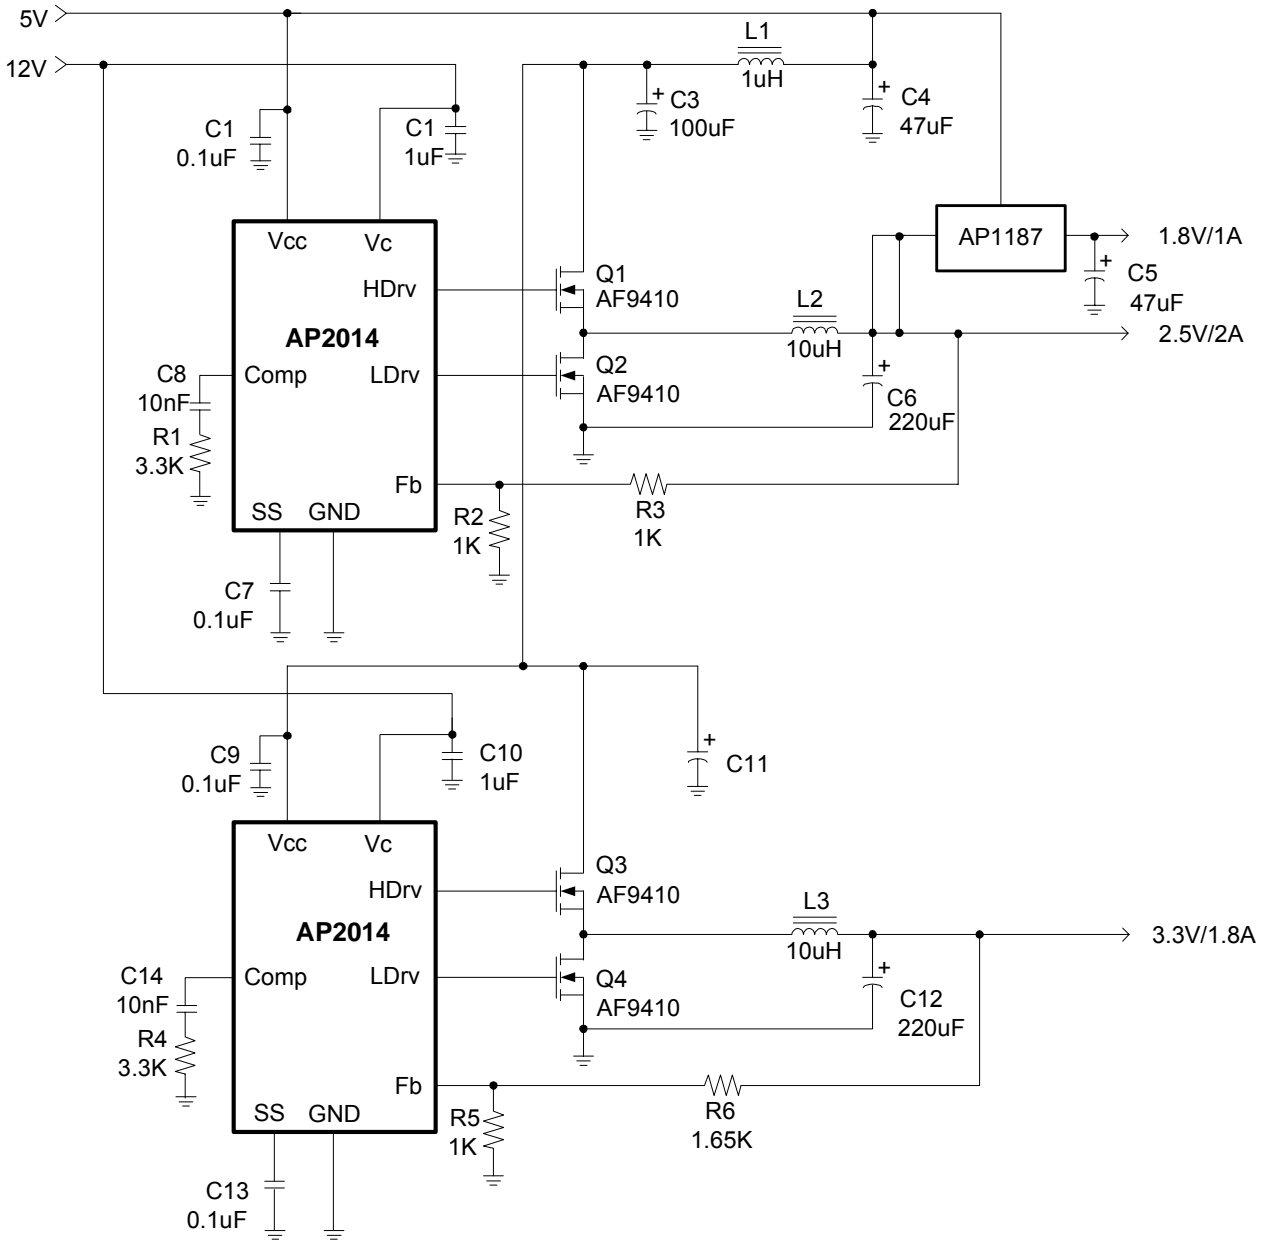 5V
12V
L1
1uH
+
C3
100uF
+
C4
47uF
C1
0.1uF
C1
1uF
Vcc
Vc
HDrv
AP2014
Comp
LDrv
Fb
SS
GND
C8
10nF
R1
3.3K
Q1
AF9410
Q2
AF9410
L2
10uH
AP1187
1.8V/1A
+
C5
47uF
2.5V/2A
+
C6
220uF
R2
1K
R3
1K
C7
0.1uF
C9
0.1uF
C10
1uF
+
C11
Vcc
Vc
HDrv
AP2014
Comp
LDrv
Fb
SS
GND
C14
10nF
R4
3.3K
Q3
AF9410
Q4
AF9410
L3
10uH
3.3V/1.8A
+
C12
220uF
R5
1K
R6
1.65K
C13
0.1uF